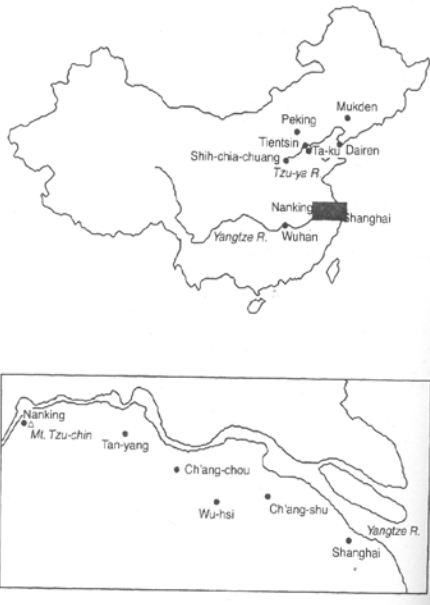 Mukden
Peking
Tientsin
Ta-ku Dairen
Shih-chia-chuang
Tzu-ya R.
Nanking
Shanghai
Yangtze R.
Wuhan
Nanking
Mt. Tzu-chin
Tan-yang
Ch'ang-chou
Wu-hsi
Ch'ang-shu
Yangtze R.
Shanghai